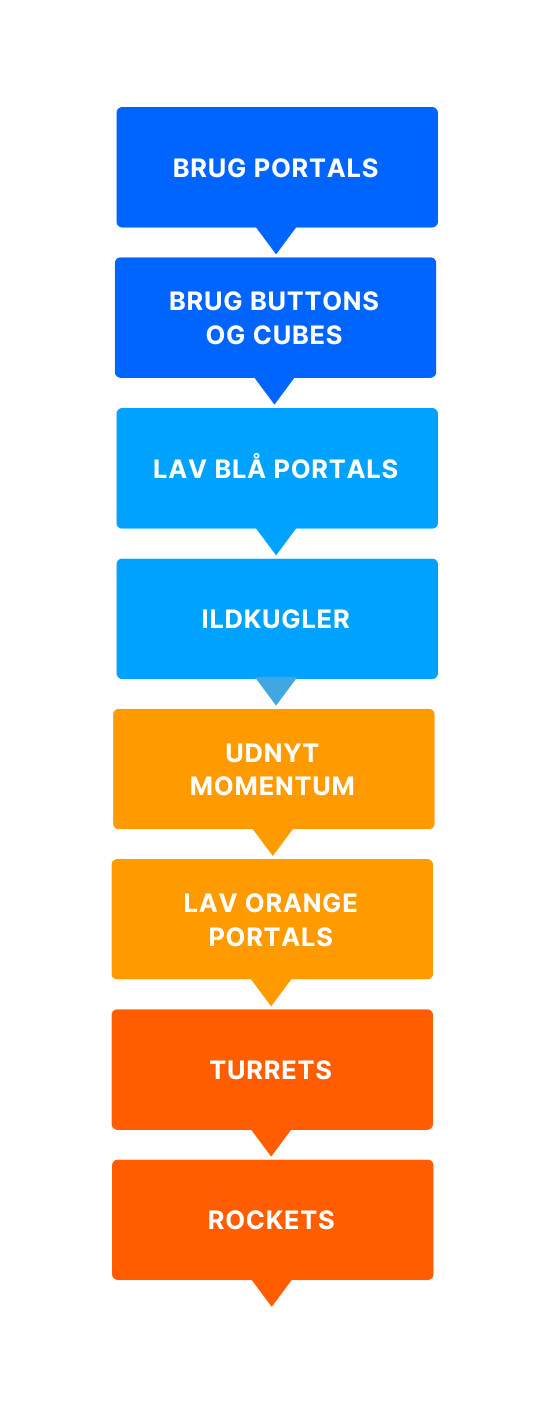 BRUG PORTALS
BRUG BUTTONS
OG CUBES
LAV BLÅ PORTALS
ILDKUGLER
UDNYT
MOMENTUM
LAV ORANGE
PORTALS
TURRETS
ROCKETS